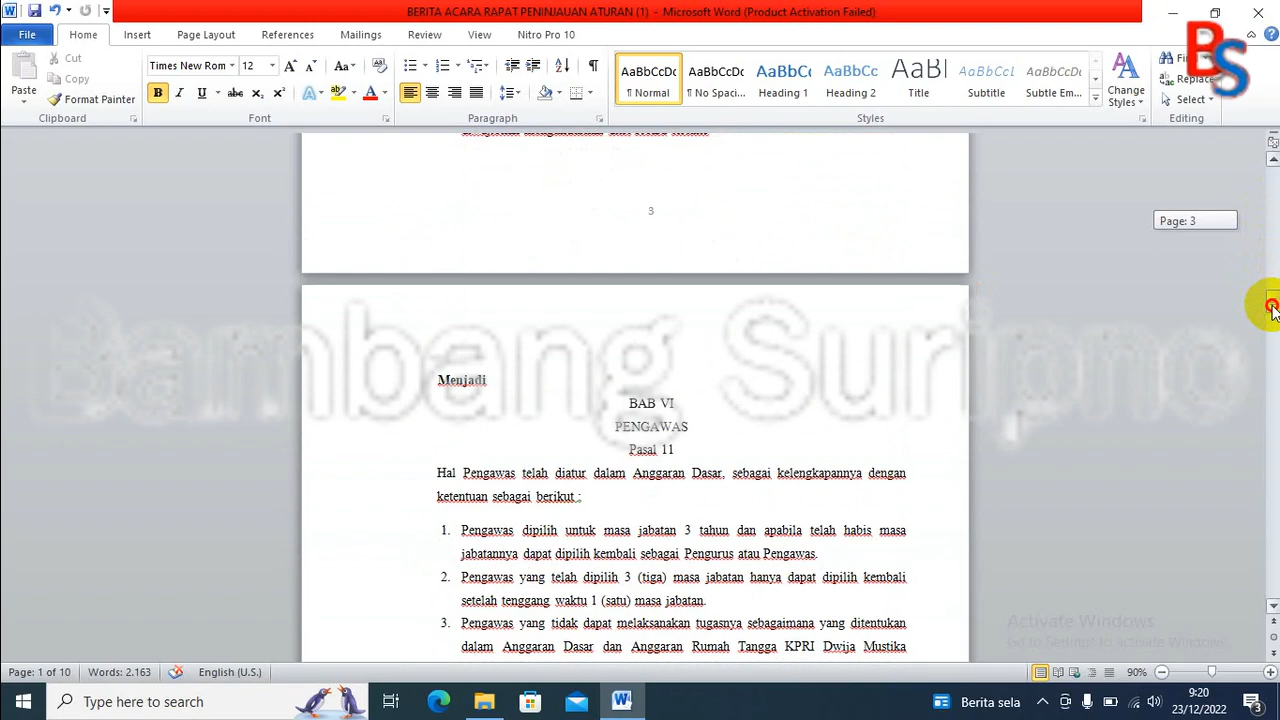 BERITA ACARA RAPAT PENINJAUAN ATURAN (1) - Microsoft Word (Product Activation Failed)
File Home Insert Page Layout References Mailings Review View Nitro Pro 10
BS
Paste
Cut
Copy
Format Painter
Clipboard
Times New Rom 12
Font
Paragraph
AaBbCcDc AaBbCcDc AaBbCc AaBbCc AaBl AaBbCcDc AaBbCcDc
¶ Normal ¶ No Spaci... Heading 1 Heading 2 Title Subtitle Subtle Em...
Change Styles
Styles
Replace
Select
Editing
3
Page: 3
Bambang Suripno
Menjadi
BAB VI
PENGAWAS
Pasal 11
Hal Pengawas telah diatur dalam Anggaran Dasar, sebagai kelengkapannya dengan
ketentuan sebagai berikut :
1. Pengawas dipilih untuk masa jabatan 3 tahun dan apabila telah habis masa
jabatannya dapat dipilih kembali sebagai Pengurus atau Pengawas.
2. Pengawas yang telah dipilih 3 (tiga) masa jabatan hanya dapat dipilih kembali
setelah tenggang waktu 1 (satu) masa jabatan.
3. Pengawas yang tidak dapat melaksanakan tugasnya sebagaimana yang ditentukan
dalam Anggaran Dasar dan Anggaran Rumah Tangga KPRI Dwija Mustika
Activate Windows
Go to Settings to activate Windows.
Page: 1 of 10 Words: 2.163 English (U.S.) 90%
Type here to search
Berita sela
9:20
23/12/2022
3